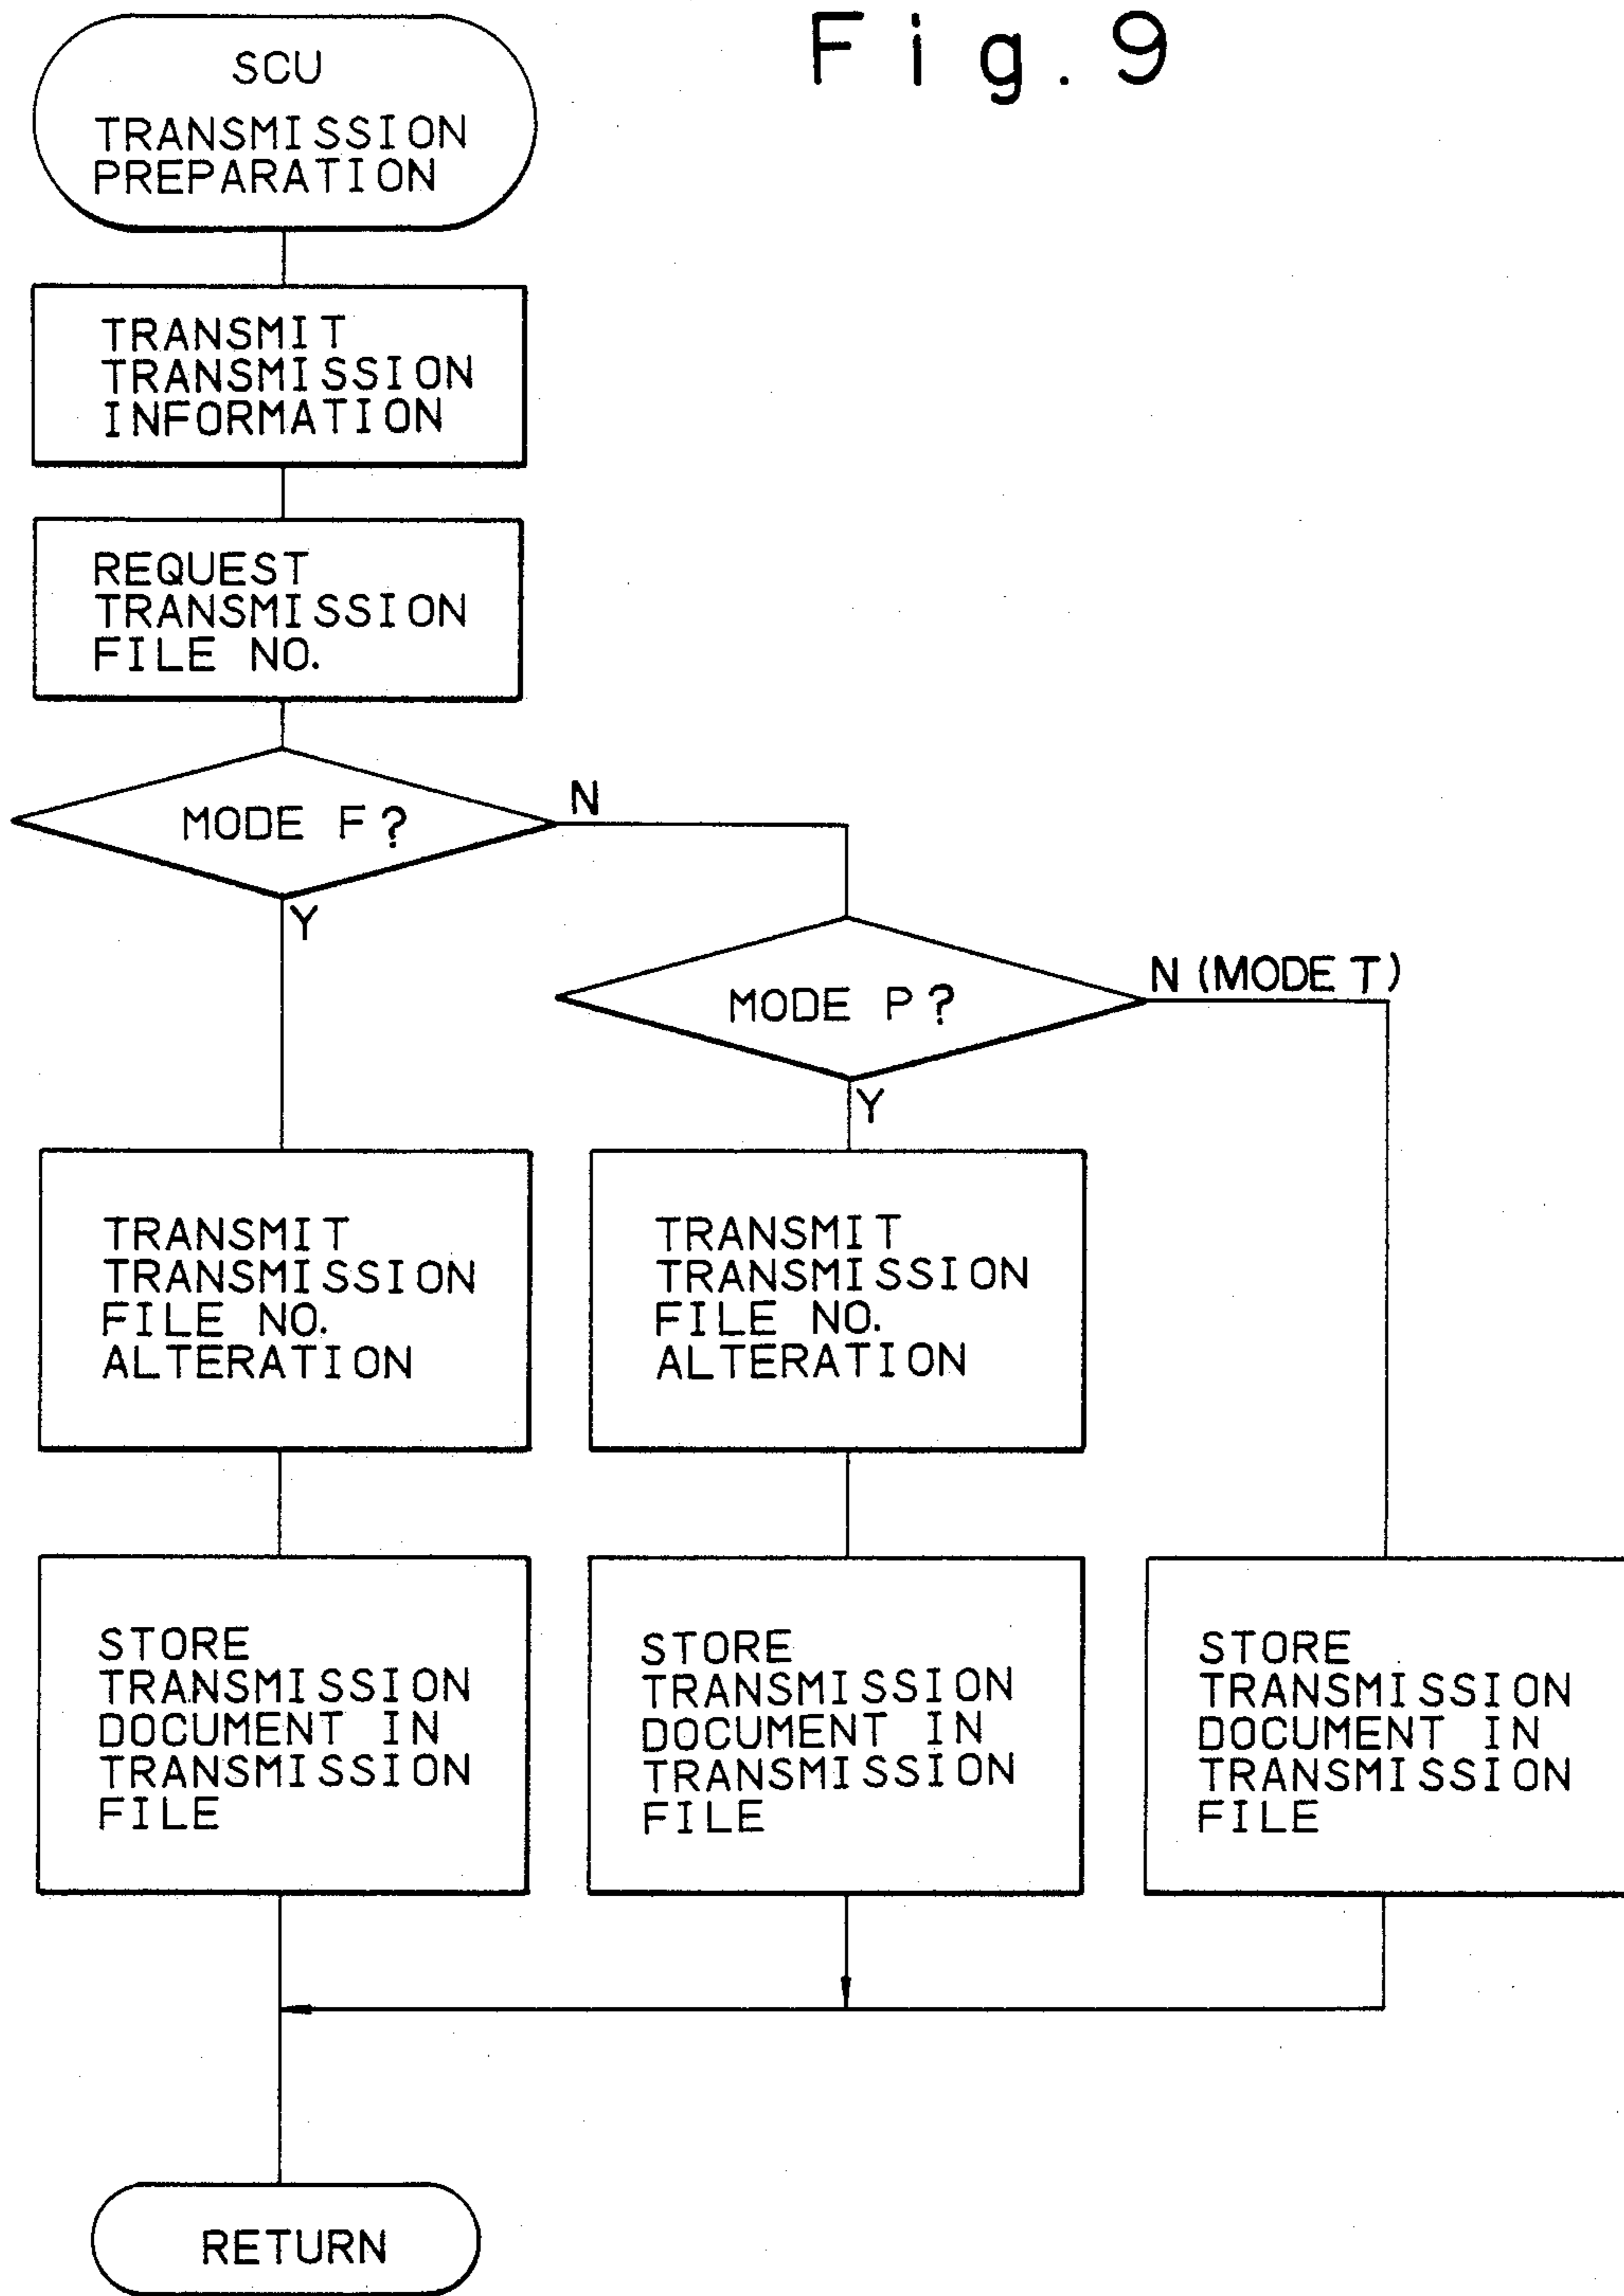 Fig. 9
SCU
TRANSMISSION
PREPARATION
TRANSMIT
TRANSMISSION
INFORMATION
REQUEST
TRANSMISSION
FILE NO.
MODE F?
N
Y
MODE P?
N (MODE T)
Y
TRANSMIT
TRANSMISSION
FILE NO.
ALTERATION
TRANSMIT
TRANSMISSION
FILE NO.
ALTERATION
STORE
TRANSMISSION
DOCUMENT IN
TRANSMISSION
FILE
STORE
TRANSMISSION
DOCUMENT IN
TRANSMISSION
FILE
STORE
TRANSMISSION
DOCUMENT IN
TRANSMISSION
FILE
RETURN